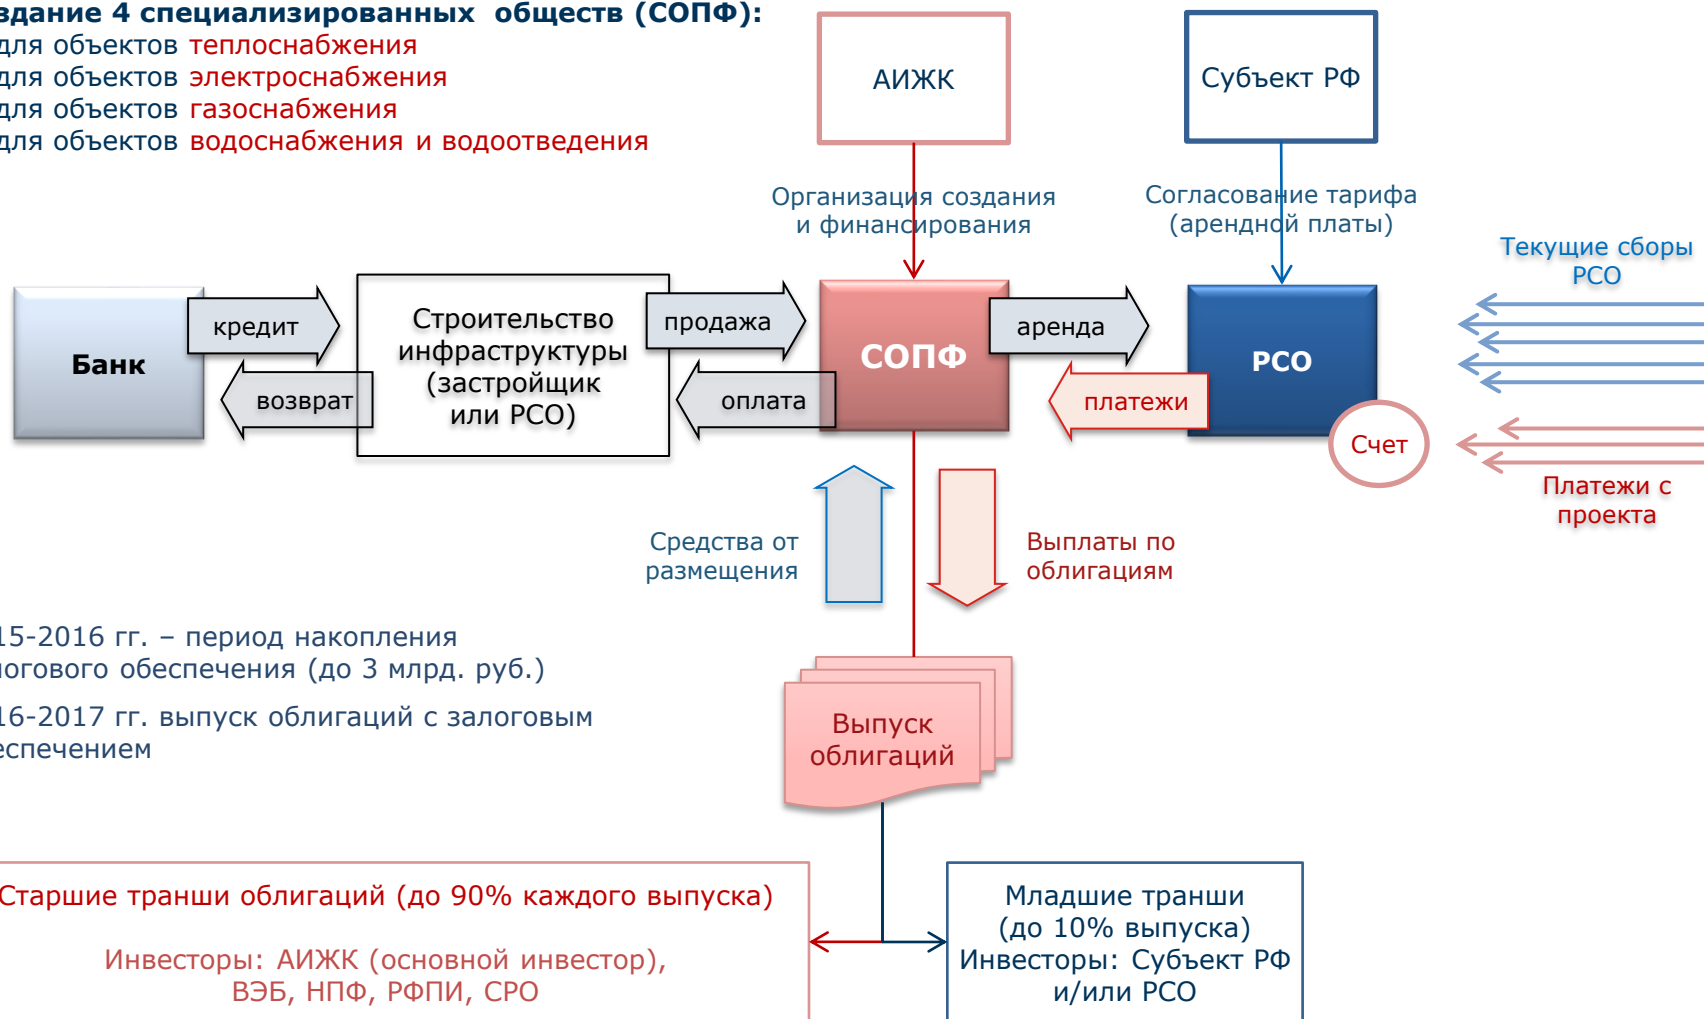 здание 4 специализированных обществ (СОПФ):
для объектов теплоснабжения
для объектов электроснабжения
для объектов газоснабжения
для объектов водоснабжения и водоотведения
АИЖК
Субъект РФ
Организация создания
и финансирования
Согласование тарифа
(арендной платы)
Текущие сборы
РСО
Банк
кредит
возврат
Строительство
инфраструктуры
(застройщик
или РСО)
продажа
оплата
СОПФ
аренда
платежи
РСО
Счет
Платежи с
проекта
Средства от
размещения
Выплаты по
облигациям
15-2016 гг. – период накопления
логового обеспечения (до 3 млрд. руб.)
16-2017 гг. выпуск облигаций с залоговым
еспечением
Выпуск
облигаций
Старшие транши облигаций (до 90% каждого выпуска)
Инвесторы: АИЖК (основной инвестор),
ВЭБ, НПФ, РФПИ, СРО
Младшие транши
(до 10% выпуска)
Инвесторы: Субъект РФ
и/или РСО